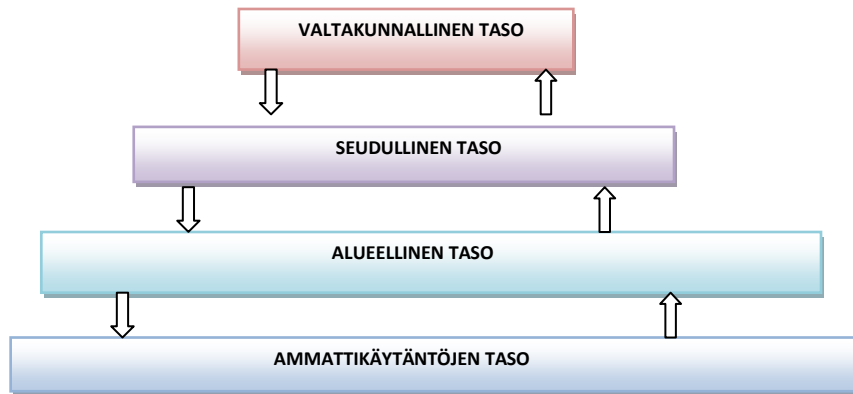 VALTAKUNNALLINEN TASO
SEUDULLINEN TASO
ALUEELLINEN TASO
AMMATTIKÄYTÄNTÖJEN TASO